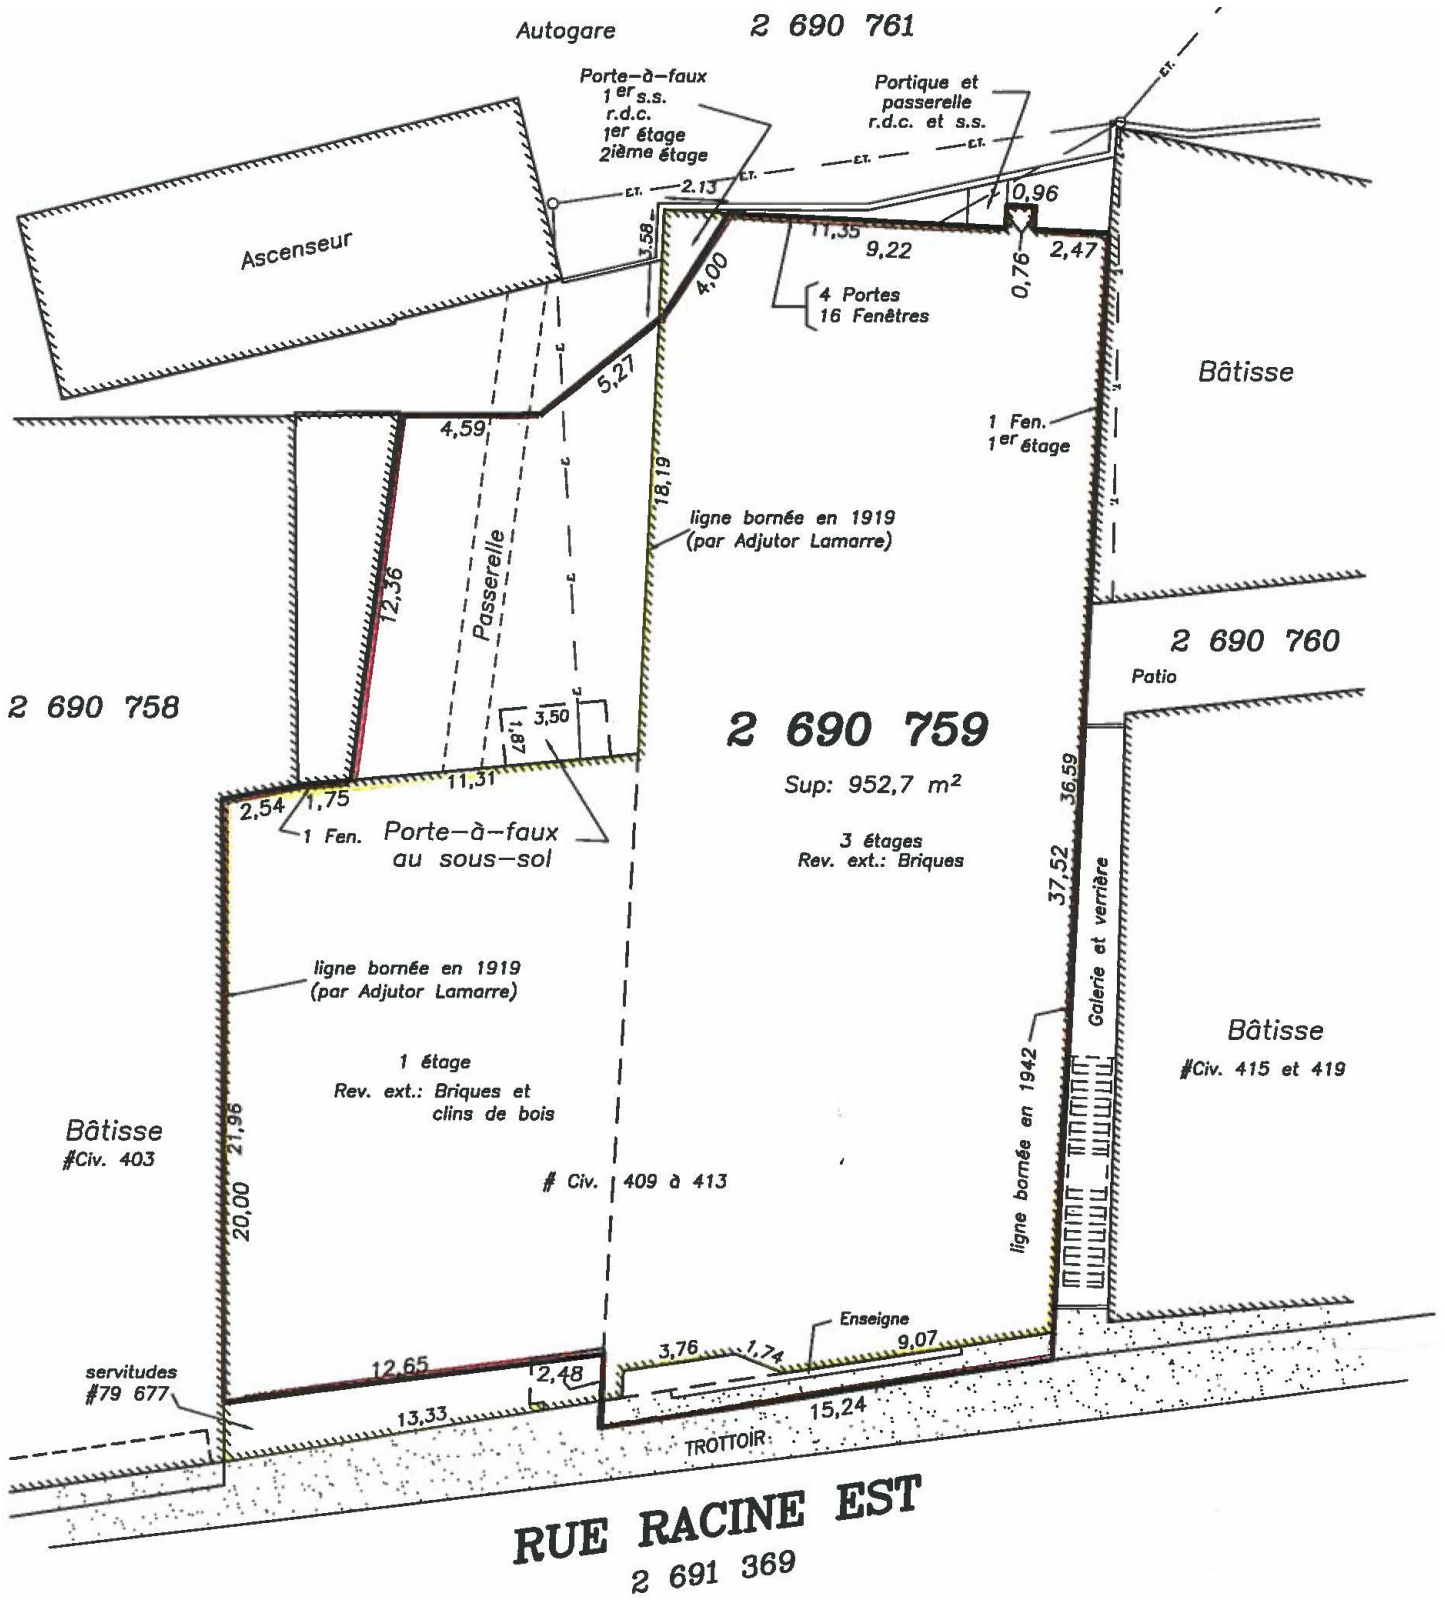 Autogare
2 690 761
Porte-à-faux
1er s.s.
r.d.c.
1er étage
2ième étage
Portique et
passerelle
r.d.c. et s.s.
E.T.
E.T.
E.T.
E.T.
E.T.
2.13
0,96
Ascenseur
3.58
4,00
11,35
9,22
0,76
2,47
4 Portes
16 Fenêtres
5,27
Bâtisse
4,59
1 Fen.
1er étage
18,19
ligne bornée en 1919
(par Adjutor Lamarre)
12,36
Passerelle
2 690 760
Patio
2 690 758
3,50
1,87
2 690 759
Sup: 952,7 m²
11,31
2,54
1,75
1 Fen.
Porte-à-faux
au sous-sol
3 étages
Rev. ext.: Briques
36,59
37,52
Galerie et verrière
ligne bornée en 1919
(par Adjutor Lamarre)
ligne bornée en 1942
Bâtisse
#Civ. 415 et 419
1 étage
Rev. ext.: Briques et
clins de bois
21,96
20,00
Bâtisse
#Civ. 403
# Civ. 409 à 413
Enseigne
3,76
1,74
9,07
12,65
2,48
servitudes
#79 677
13,33
15,24
TROTTOIR
RUE RACINE EST
2 691 369